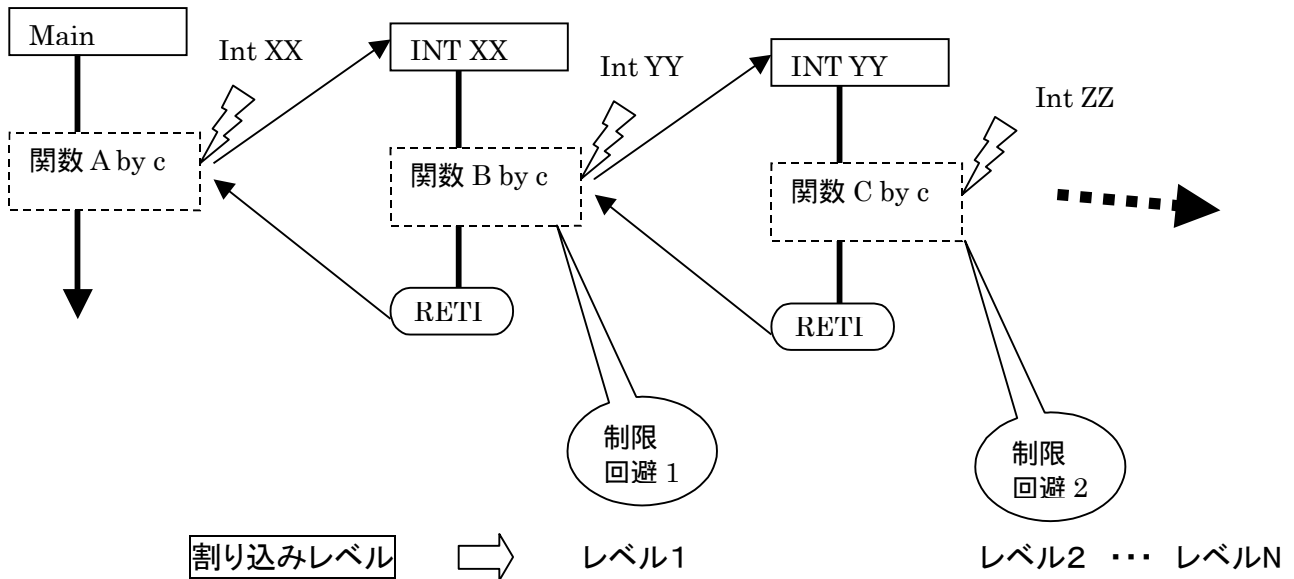 Main
Int XX
INT XX
Int YY
INT YY
Int ZZ
関数 A by c
関数 B by c
関数 C by c
RETI
RETI
制限
回避 1
制限
回避 2
割り込みレベル
レベル1
レベル2 ・・・ レベルN